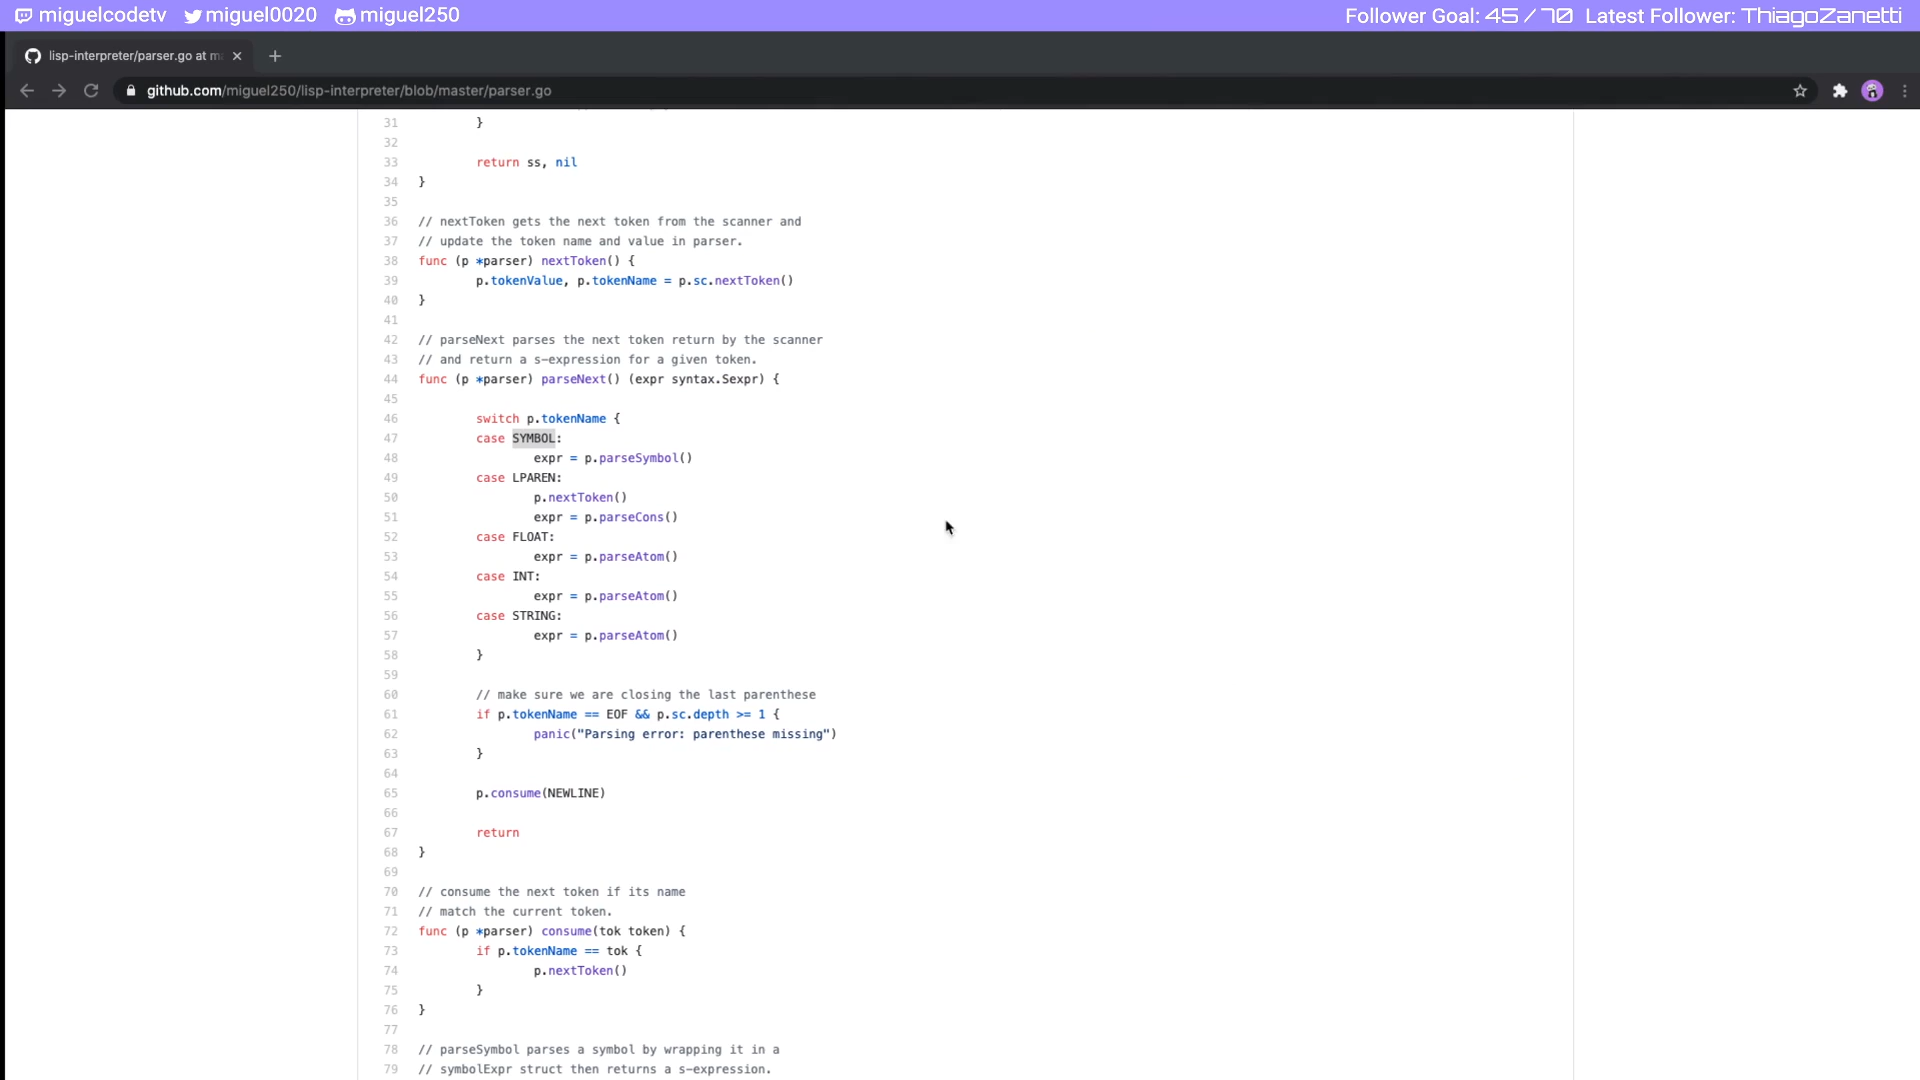 miguelcodetv miguel0020 miguel250 Follower Goal: 45/70 Latest Follower: ThiagoZanetti
lisp-interpreter/parser.go at m
github.com/miguel250/lisp-interpreter/blob/master/parser.go
31 }
32
33 return ss, nil
34 }
35
36 // nextToken gets the next token from the scanner and
37 // update the token name and value in parser.
38 func (p *parser) nextToken() {
39 p.tokenValue, p.tokenName = p.sc.nextToken()
40 }
41
42 // parseNext parses the next token return by the scanner
43 // and return a s-expression for a given token.
44 func (p *parser) parseNext() (expr syntax.Sexpr) {
45
46 switch p.tokenName {
47 case SYMBOL:
48 expr = p.parseSymbol()
49 case LPAREN:
50 p.nextToken()
51 expr = p.parseCons()
52 case FLOAT:
53 expr = p.parseAtom()
54 case INT:
55 expr = p.parseAtom()
56 case STRING:
57 expr = p.parseAtom()
58 }
59
60 // make sure we are closing the last parenthese
61 if p.tokenName == EOF && p.sc.depth >= 1 {
62 panic("Parsing error: parenthese missing")
63 }
64
65 p.consume(NEWLINE)
66
67 return
68 }
69
70 // consume the next token if its name
71 // match the current token.
72 func (p *parser) consume(tok token) {
73 if p.tokenName == tok {
74 p.nextToken()
75 }
76 }
77
78 // parseSymbol parses a symbol by wrapping it in a
79 // symbolExpr struct then returns a s-expression.